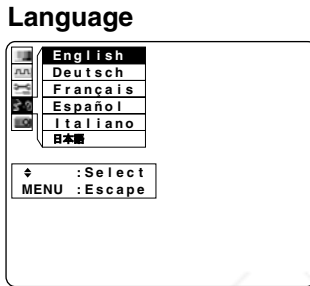 Language
English
Deutsch
Français
Español
Italiano
日本語
:Select
MENU :Escape